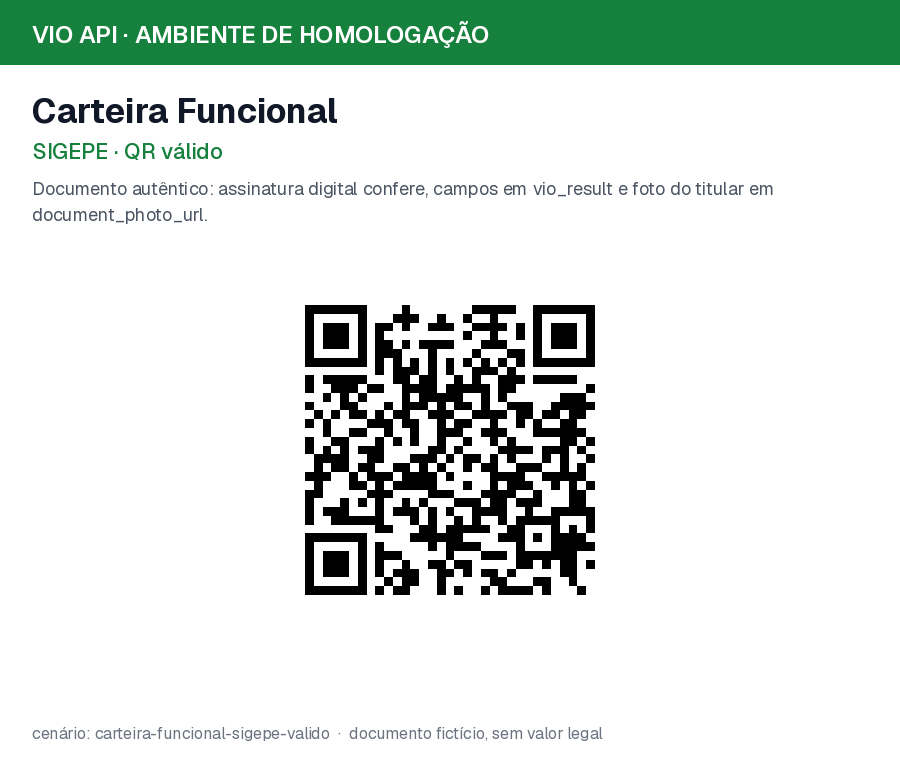 VIO API · AMBIENTE DE HOMOLOGAÇÃO
Carteira Funcional
SIGEPE · QR válido
Documento autêntico: assinatura digital confere, campos em vio_result e foto do titular em
document_photo_url.
cenário: carteira-funcional-sigepe-valido · documento fictício, sem valor legal